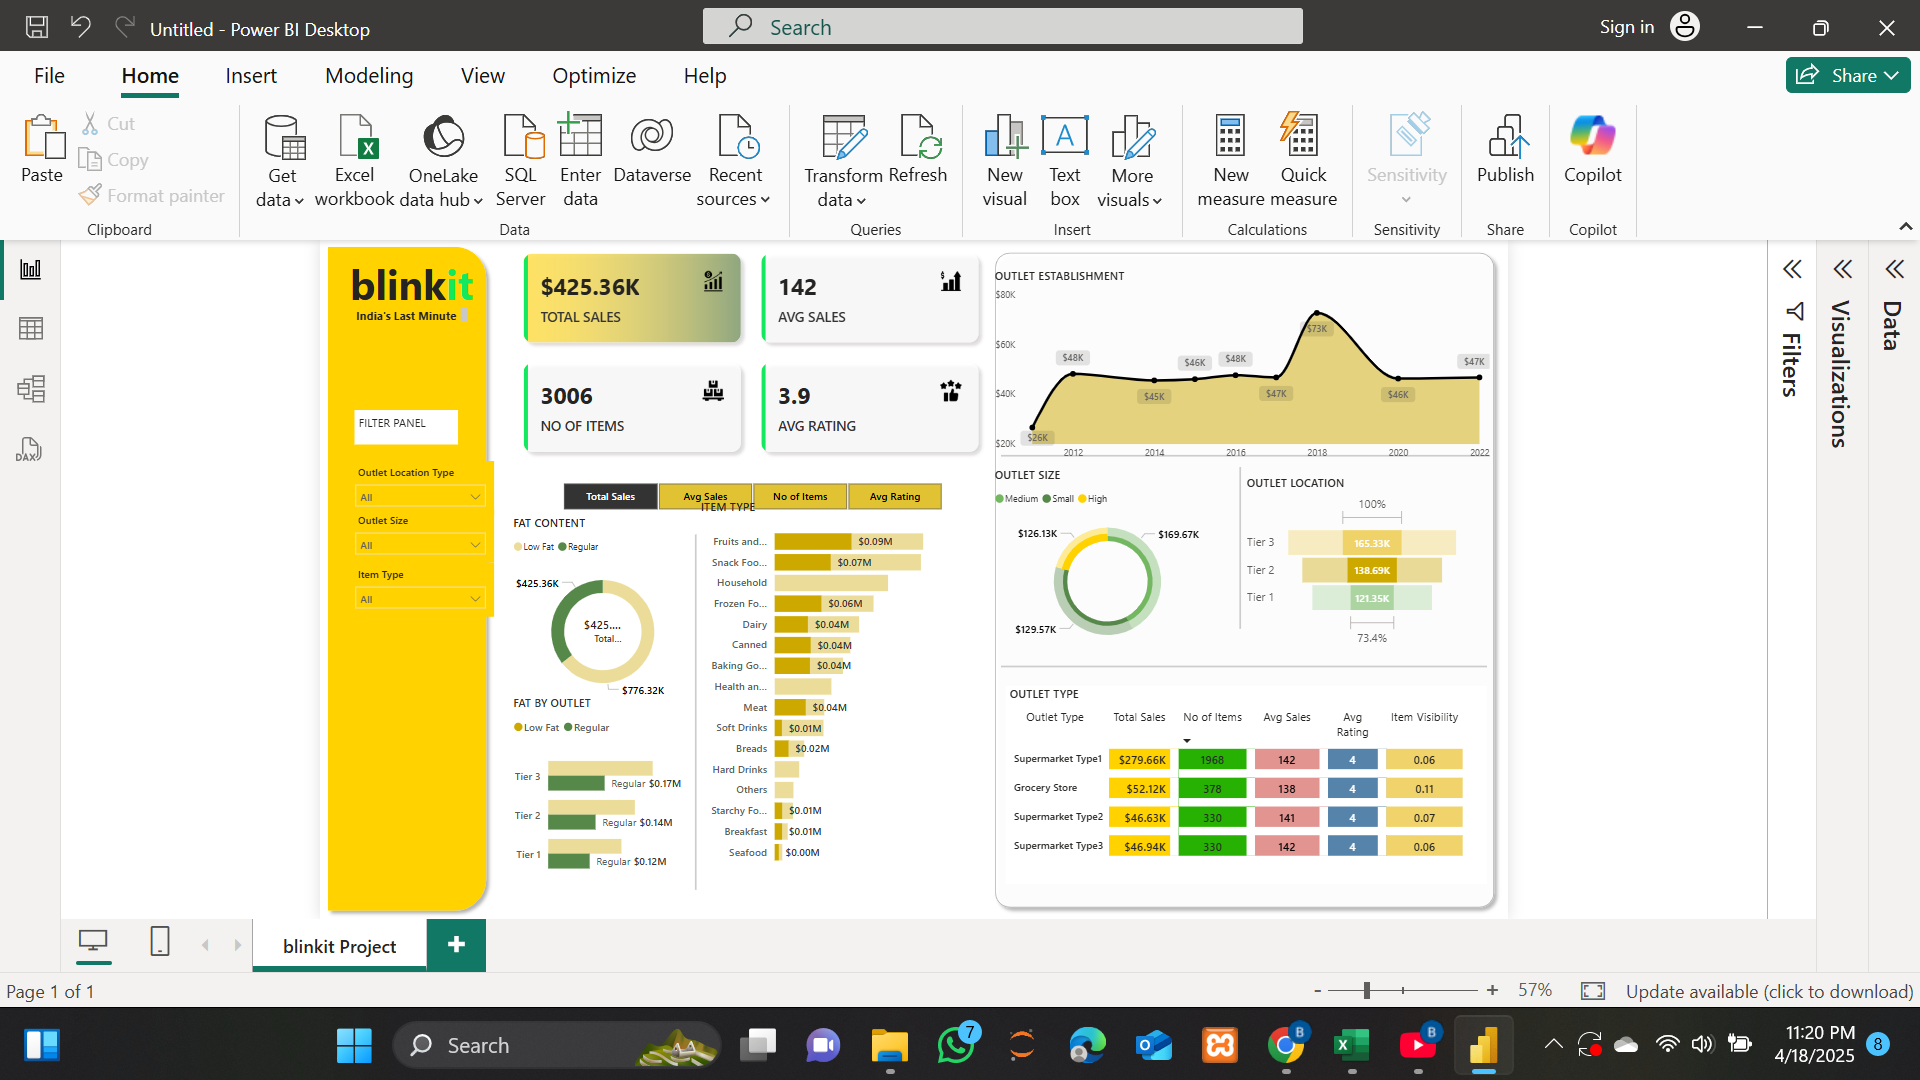 Untitled - Power BI Desktop
Search
Sign in
File
Home
Insert
Modeling
View
Optimize
Help
Share
Paste
Cut
Copy
Format painter
Clipboard
Get data
Excel workbook
OneLake data hub
SQL Server
Enter data
Dataverse
Recent sources
Data
Transform data
Refresh
Queries
New visual
Text box
More visuals
Insert
New measure
Quick measure
Calculations
Sensitivity
Sensitivity
Publish
Share
Copilot
Copilot
blinkit
India's Last Minute
FILTER PANEL
Outlet Location Type
All
Outlet Size
All
Item Type
All
$425.36K
TOTAL SALES
142
AVG SALES
3006
NO OF ITEMS
3.9
AVG RATING
Total Sales
Avg Sales
No of Items
Avg Rating
FAT CONTENT
Low Fat
Regular
$425.36K
$425....
Total...
$776.32K
FAT BY OUTLET
Low Fat
Regular
Tier 3
Regular $0.17M
Tier 2
Regular $0.14M
Tier 1
Regular $0.12M
ITEM TYPE
Fruits and... $0.09M
Snack Foo... $0.07M
Household
Frozen Fo... $0.06M
Dairy $0.04M
Canned $0.04M
Baking Go... $0.04M
Health an...
Meat $0.04M
Soft Drinks $0.01M
Breads $0.02M
Hard Drinks
Others
Starchy Fo... $0.01M
Breakfast $0.01M
Seafood $0.00M
OUTLET ESTABLISHMENT
$80K
$60K
$40K
$20K
$26K
$48K
$45K
$46K
$48K
$47K
$73K
$46K
$47K
2012 2014 2016 2018 2020 2022
OUTLET SIZE
Medium Small High
$126.13K
$169.67K
$129.57K
OUTLET LOCATION
100%
Tier 3 165.33K
Tier 2 138.69K
Tier 1 121.35K
73.4%
OUTLET TYPE
Outlet Type Total Sales No of Items Avg Sales Avg Rating Item Visibility
Supermarket Type1 $279.66K 1968 142 4 0.06
Grocery Store $52.12K 378 138 4 0.11
Supermarket Type2 $46.63K 330 141 4 0.07
Supermarket Type3 $46.94K 330 142 4 0.06
Filters
Visualizations
Data
DAX
blinkit Project
Page 1 of 1
57%
Update available (click to download)
Search
7
B
B
11:20 PM
4/18/2025
8